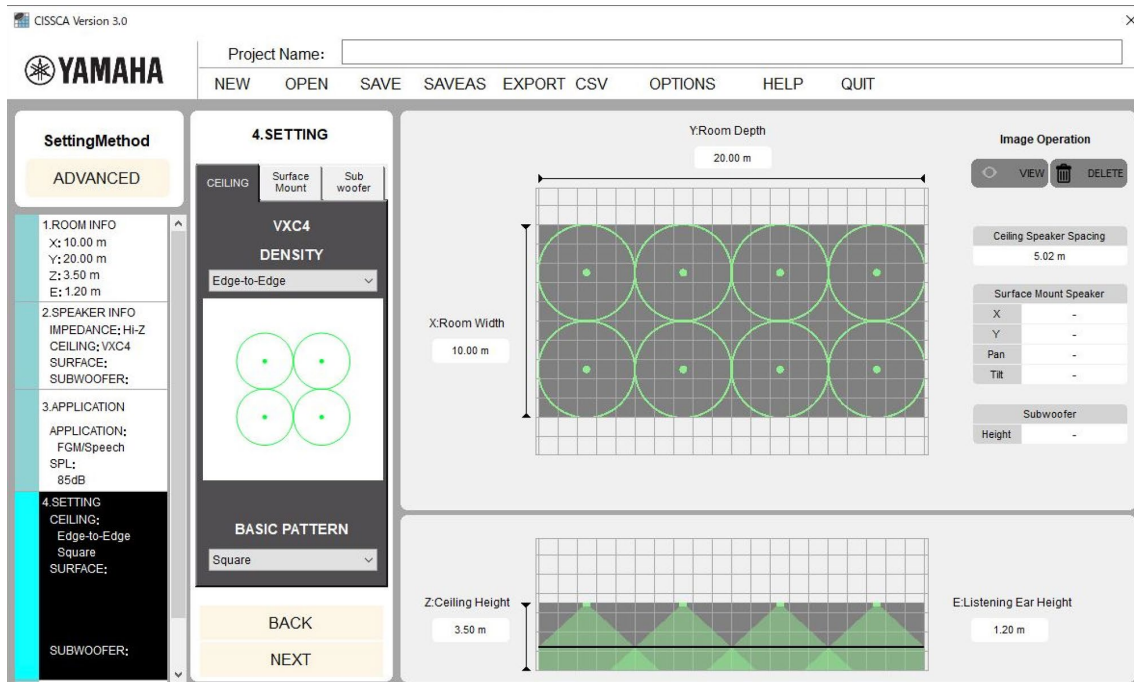 CISSCA Version 3.0
YAMAHA
Project Name:
NEW OPEN SAVE SAVEAS EXPORT CSV OPTIONS HELP QUIT
SettingMethod
ADVANCED
1.ROOM INFO
X: 10.00 m
Y: 20.00 m
Z: 3.50 m
E: 1.20 m
2.SPEAKER INFO
IMPEDANCE: Hi-Z
CEILING: VXC4
SURFACE:
SUBWOOFER:
3.APPLICATION
APPLICATION:
FGM/Speech
SPL:
85dB
4.SETTING
CEILING:
Edge-to-Edge
Square
SURFACE:
SUBWOOFER:
4.SETTING
CEILING
Surface
Mount
Sub
woofer
VXC4
DENSITY
Edge-to-Edge
BASIC PATTERN
Square
BACK
NEXT
Y:Room Depth
20.00 m
X:Room Width
10.00 m
Z:Ceiling Height
3.50 m
E:Listening Ear Height
1.20 m
Image Operation
VIEW DELETE
Ceiling Speaker Spacing
5.02 m
Surface Mount Speaker
X -
Y -
Pan -
Tilt -
Subwoofer
Height -